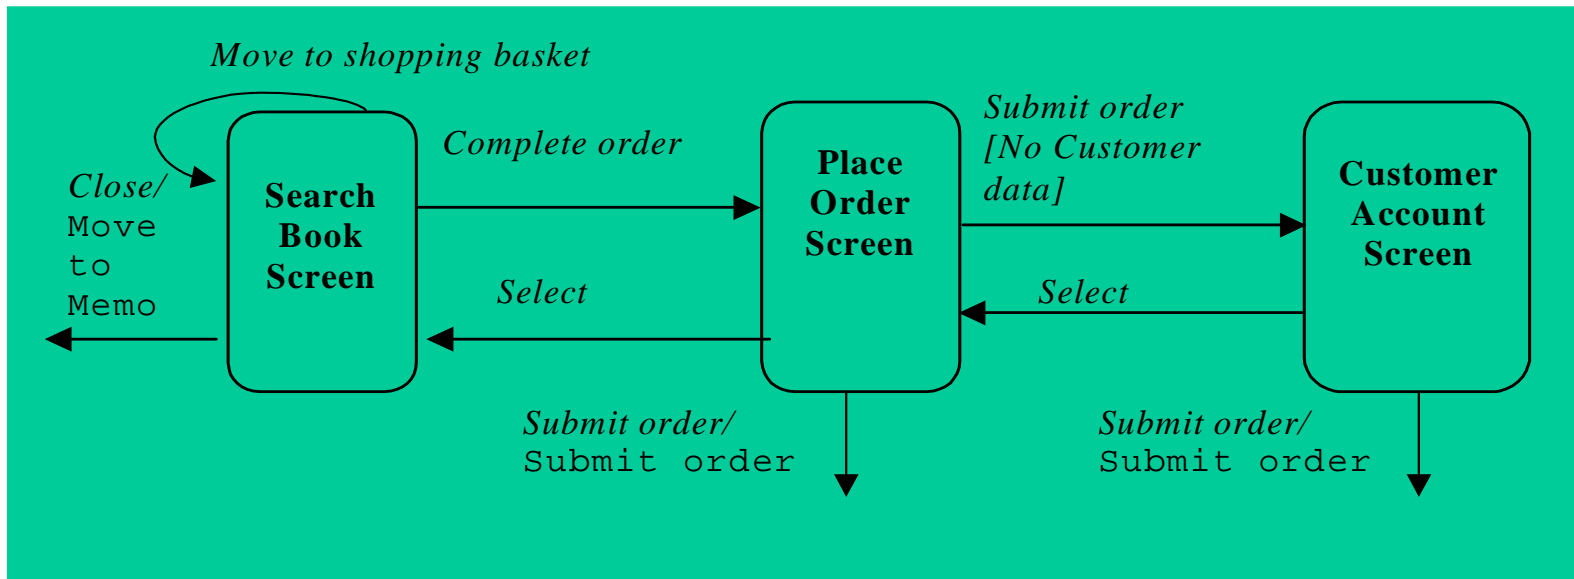 Move to shopping basket
Close/
Move
to
Memo
Search
Book
Screen
Complete order
Select
Place
Order
Screen
Submit order
[No Customer
data]
Select
Customer
Account
Screen
Submit order/
Submit order
Submit order/
Submit order